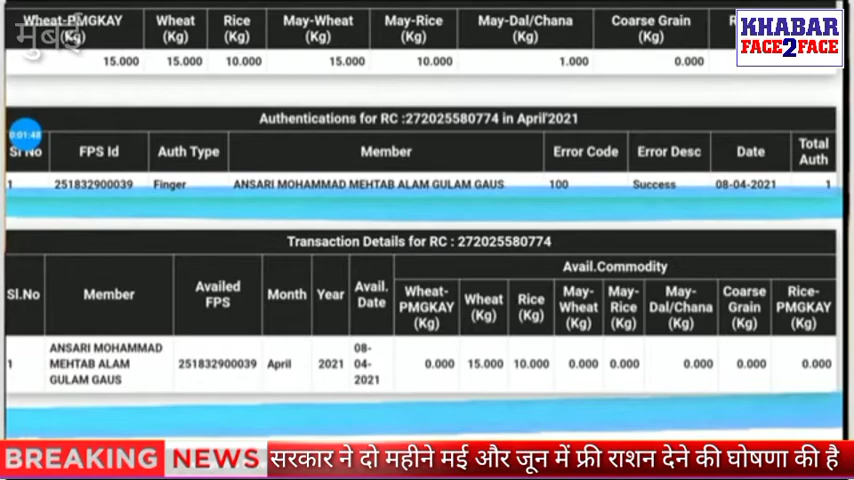 Wheat-PMGKAY (Kg) Wheat (Kg) Rice (Kg) May-Wheat (Kg) May-Rice (Kg) May-Dal/Chana (Kg) Coarse Grain (Kg)
मुंबई
KHABAR
FACE2FACE
15.000 15.000 10.000 15.000 10.000 1.000 0.000
Authentications for RC :272025580774 in April'2021
0:01:48
Sl No FPS Id Auth Type Member Error Code Error Desc Date Total Auth
1 251832900039 Finger ANSARI MOHAMMAD MEHTAB ALAM GULAM GAUS 100 Success 08-04-2021 1
Transaction Details for RC : 272025580774
Sl.No Member Availed FPS Month Year Avail. Date Avail.Commodity
Wheat-PMGKAY (Kg) Wheat (Kg) Rice (Kg) May-Wheat (Kg) May-Rice (Kg) May-Dal/Chana (Kg) Coarse Grain (Kg) Rice-PMGKAY (Kg)
1 ANSARI MOHAMMAD MEHTAB ALAM GULAM GAUS 251832900039 April 2021 08-04-2021 0.000 15.000 10.000 0.000 0.000 0.000 0.000 0.000
BREAKING NEWS सरकार ने दो महीने मई और जून में फ्री राशन देने की घोषणा की है